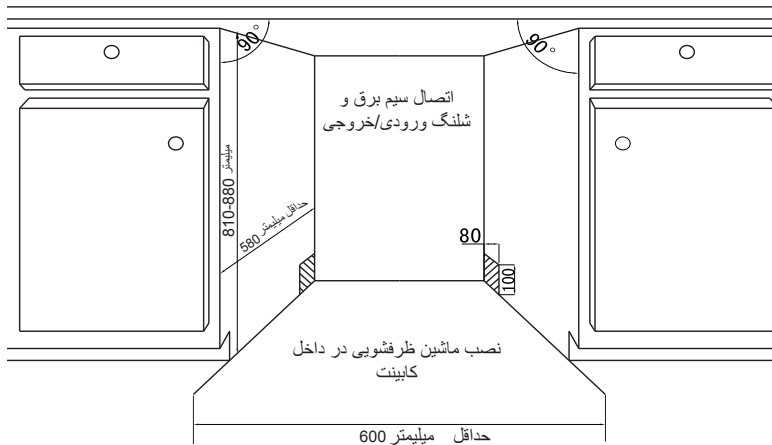 90°
90°
اتصال سیم برق و
شلنگ ورودی/خروجی
810-880 میلیمتر
حداقل میلیمتر 580
80
100
نصب ماشین ظرفشویی در داخل
کابینت
حداقل میلیمتر 600